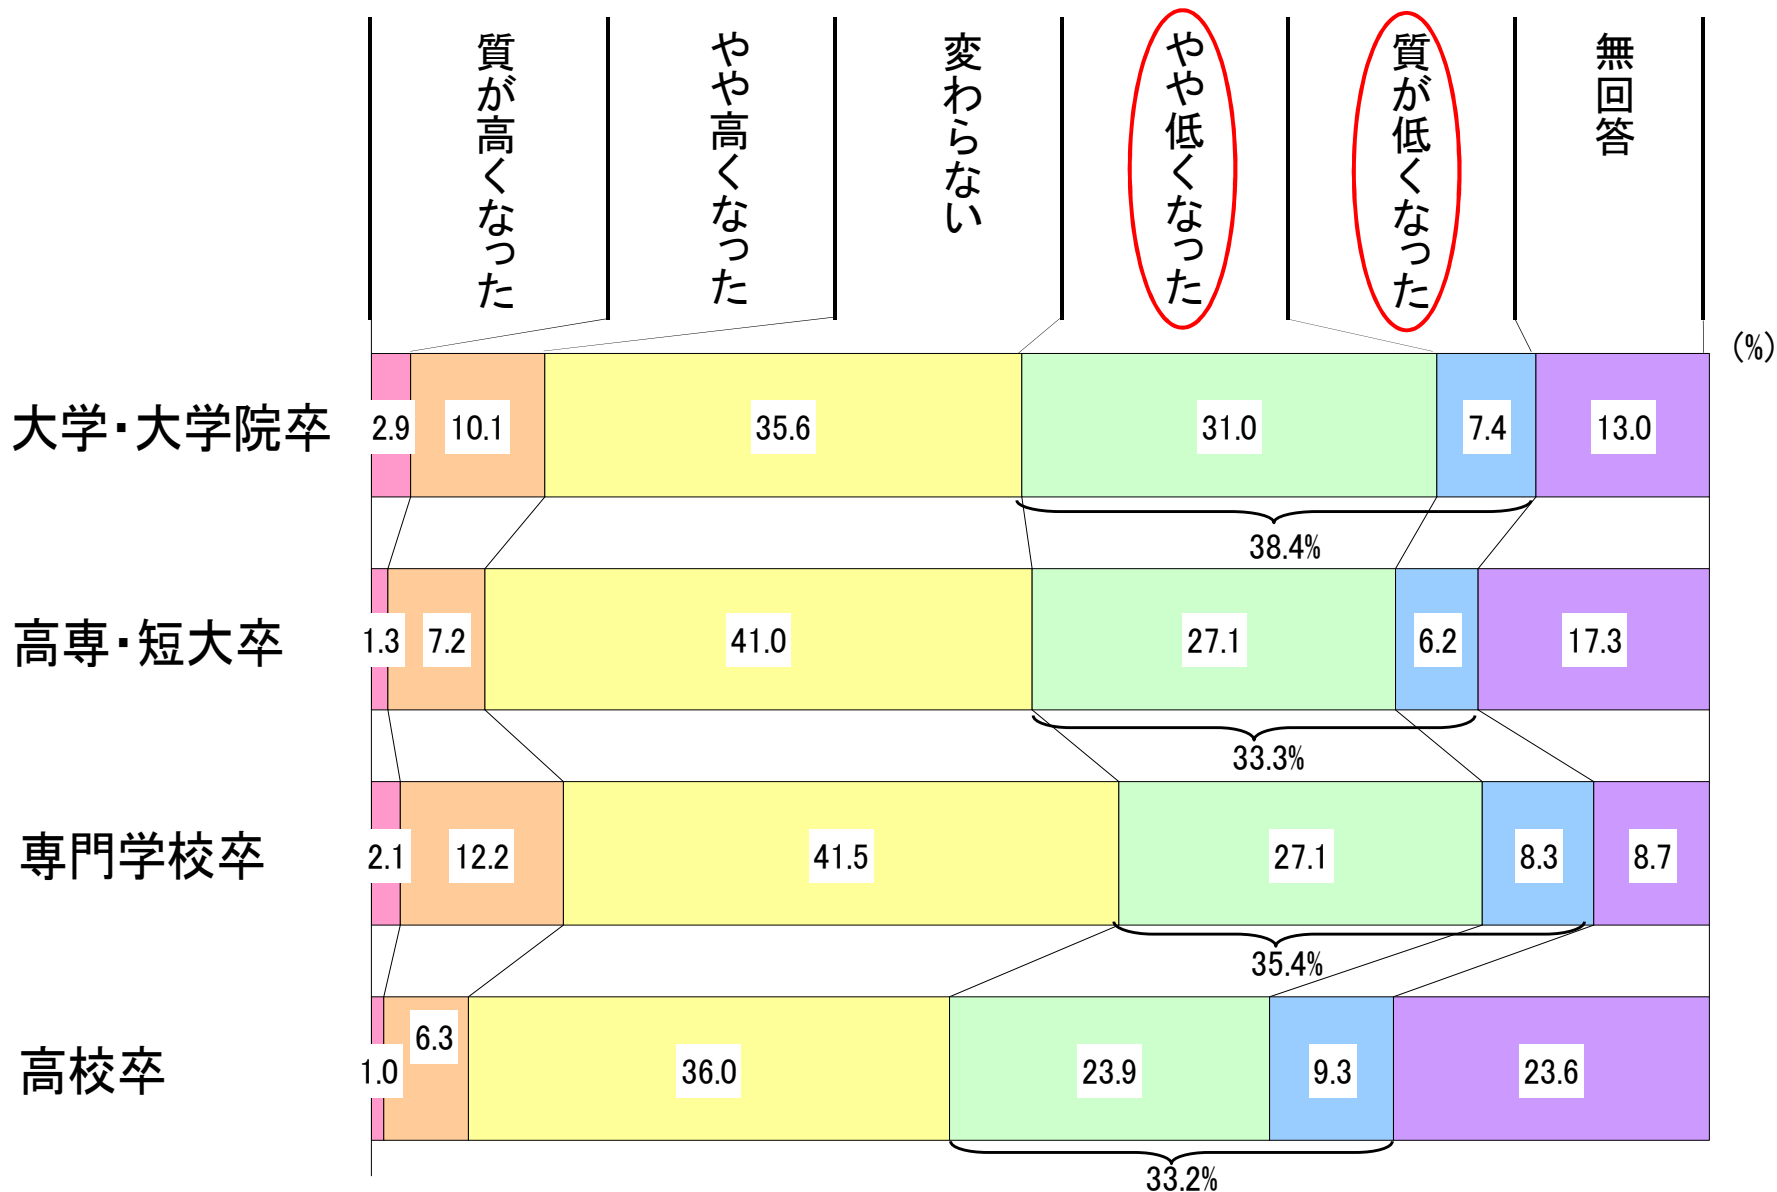 質が高くなった
やや高くなった
変わらない
やや低くなった
質が低くなった
無回答
(%)
大学・大学院卒 2.9 10.1 35.6 31.0 7.4 13.0
38.4%
高専・短大卒 1.3 7.2 41.0 27.1 6.2 17.3
33.3%
専門学校卒 2.1 12.2 41.5 27.1 8.3 8.7
35.4%
高校卒 1.0 6.3 36.0 23.9 9.3 23.6
33.2%